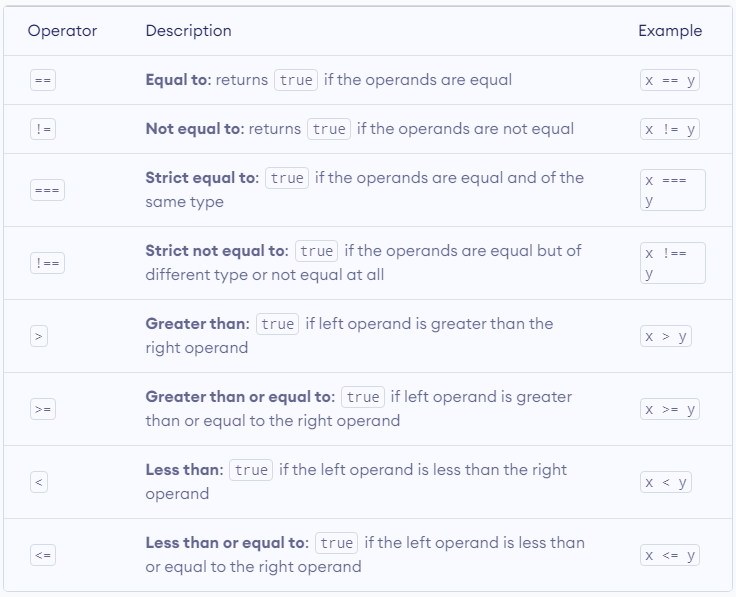 Operator Description Example
== Equal to: returns true if the operands are equal x == y
!= Not equal to: returns true if the operands are not equal x != y
=== Strict equal to: true if the operands are equal and of the x ===
same type y
!== Strict not equal to: true if the operands are equal but of x !==
different type or not equal at all y
> Greater than: true if left operand is greater than the x > y
right operand
>= Greater than or equal to: true if left operand is greater x >= y
than or equal to the right operand
< Less than: true if the left operand is less than the right x < y
operand
<= Less than or equal to: true if the left operand is less than x <= y
or equal to the right operand